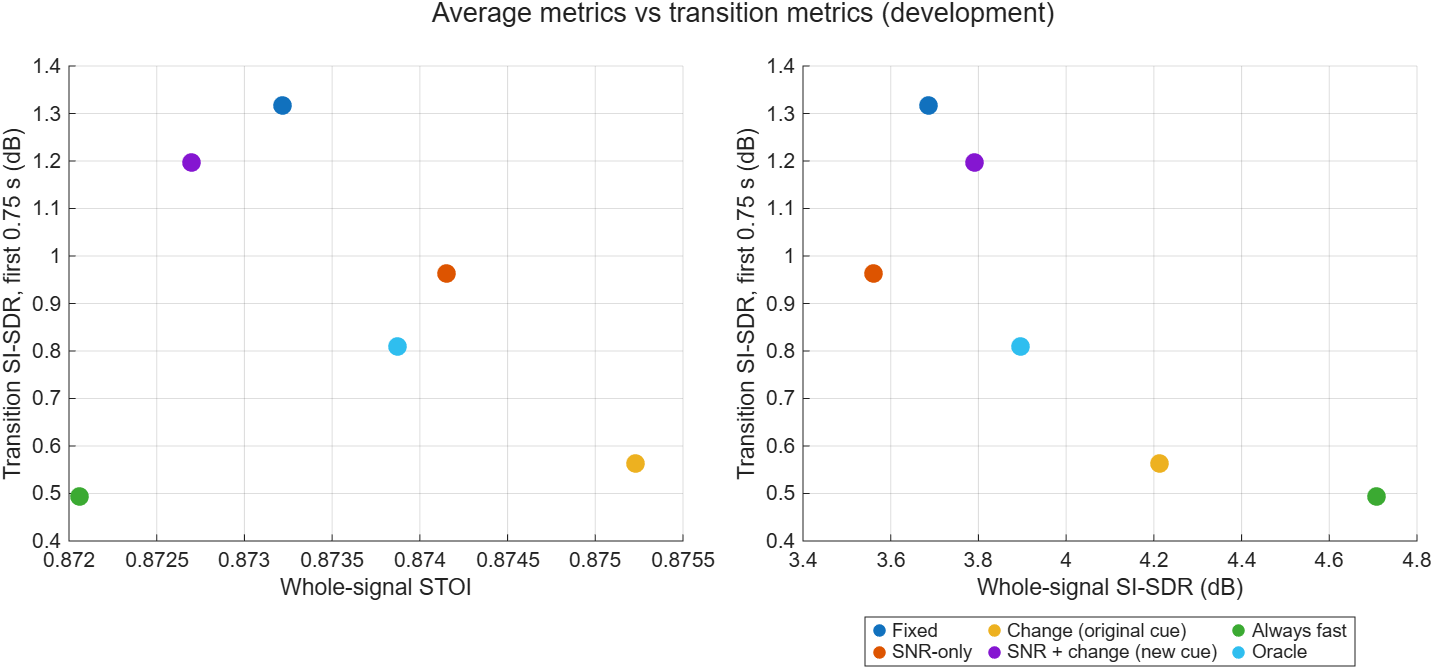 Average metrics vs transition metrics (development)
Transition SI-SDR, first 0.75 s (dB)
1.4
1.3
1.2
1.1
1
0.9
0.8
0.7
0.6
0.5
0.4
0.872 0.8725 0.873 0.8735 0.874 0.8745 0.875 0.8755
Whole-signal STOI
Transition SI-SDR, first 0.75 s (dB)
1.4
1.3
1.2
1.1
1
0.9
0.8
0.7
0.6
0.5
0.4
3.4 3.6 3.8 4 4.2 4.4 4.6 4.8
Whole-signal SI-SDR (dB)
Fixed Change (original cue) Always fast
SNR-only SNR + change (new cue) Oracle